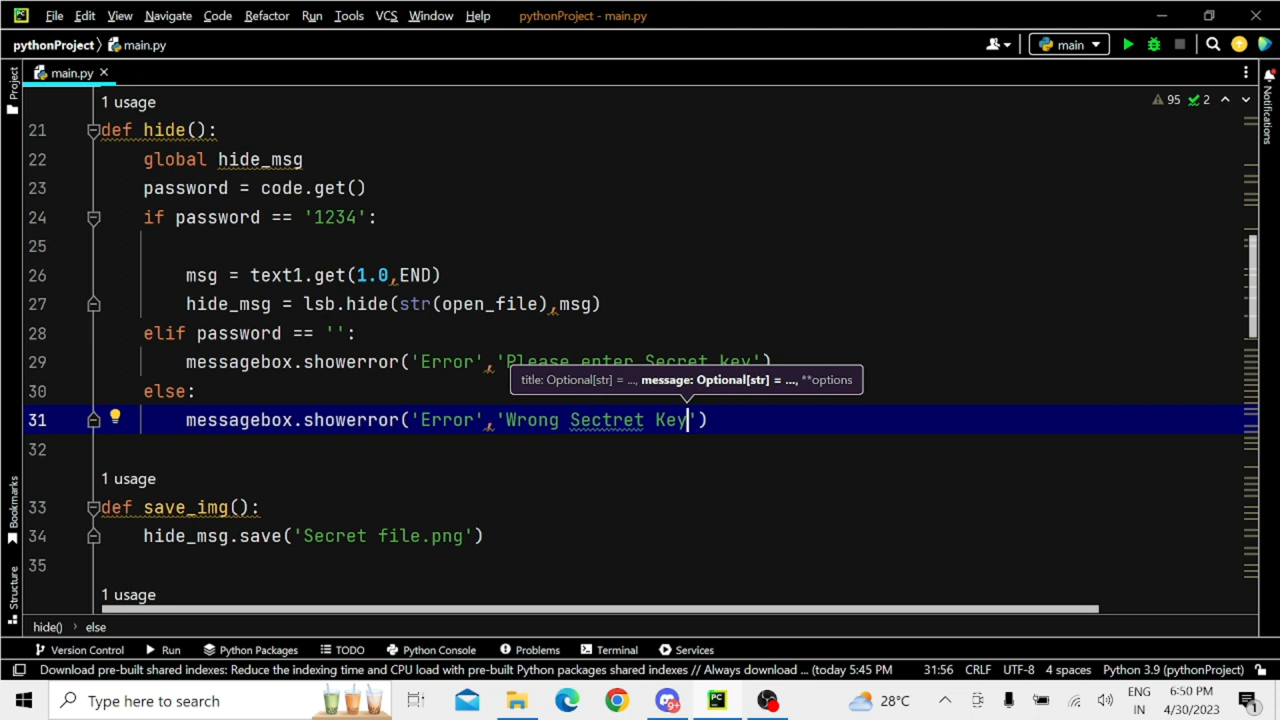 File Edit View Navigate Code Refactor Run Tools VCS Window Help pythonProject - main.py
pythonProject main.py main
main.py
Project
Notifications
1 usage
95 2
21 def hide():
22 global hide_msg
23 password = code.get()
24 if password == '1234':
25
26 msg = text1.get(1.0,END)
27 hide_msg = lsb.hide(str(open_file),msg)
28 elif password == '':
29 messagebox.showerror('Error','Please enter Secret key')
title: Optional[str] = ..., message: Optional[str] = ..., **options
30 else:
31 messagebox.showerror('Error','Wrong Sectret Key')
32
1 usage
33 def save_img():
34 hide_msg.save('Secret file.png')
35
1 usage
Bookmarks
Structure
hide() › else
Version Control Run Python Packages TODO Python Console Problems Terminal Services
Download pre-built shared indexes: Reduce the indexing time and CPU load with pre-built Python packages shared indexes // Always download ... (today 5:45 PM 31:56 CRLF UTF-8 4 spaces Python 3.9 (pythonProject)
Type here to search 9+ PC 28°C ENG 6:50 PM
IN 4/30/2023 1